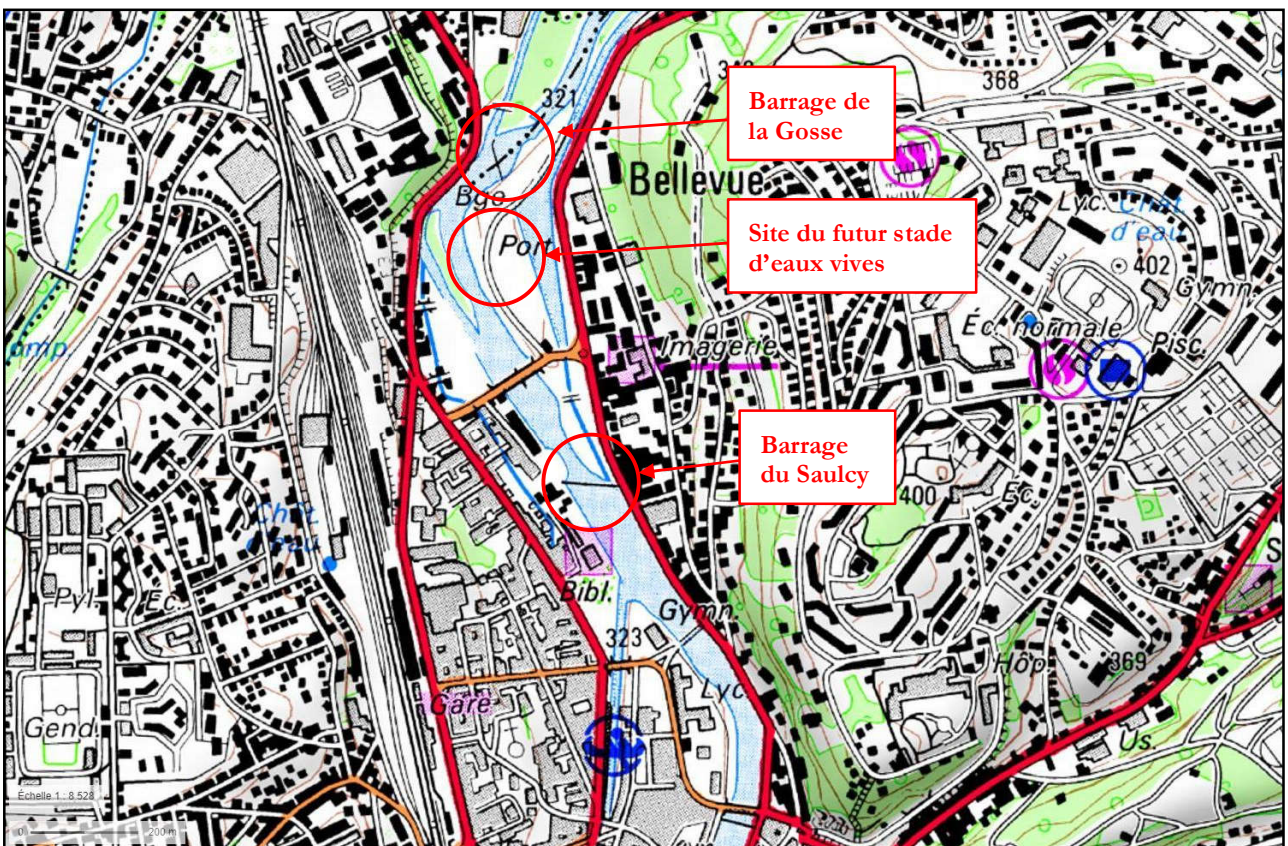 321
368
Barrage de
la Gosse
Bge
Bellevue
Lyc.
Chât.
d'eau
402
Port
Site du futur stade
d'eaux vives
Gymn.
Éc. normale
Pisc.
Imagerie
Barrage
du Saulcy
400
Ec.
Chât.
d'eau
Pyl.
Ec.
Bibl.
Gymn.
323
Hôp.
369
Lyc.
Gare
Gend.
Us.
Échelle 1 : 8 528
0
200 m